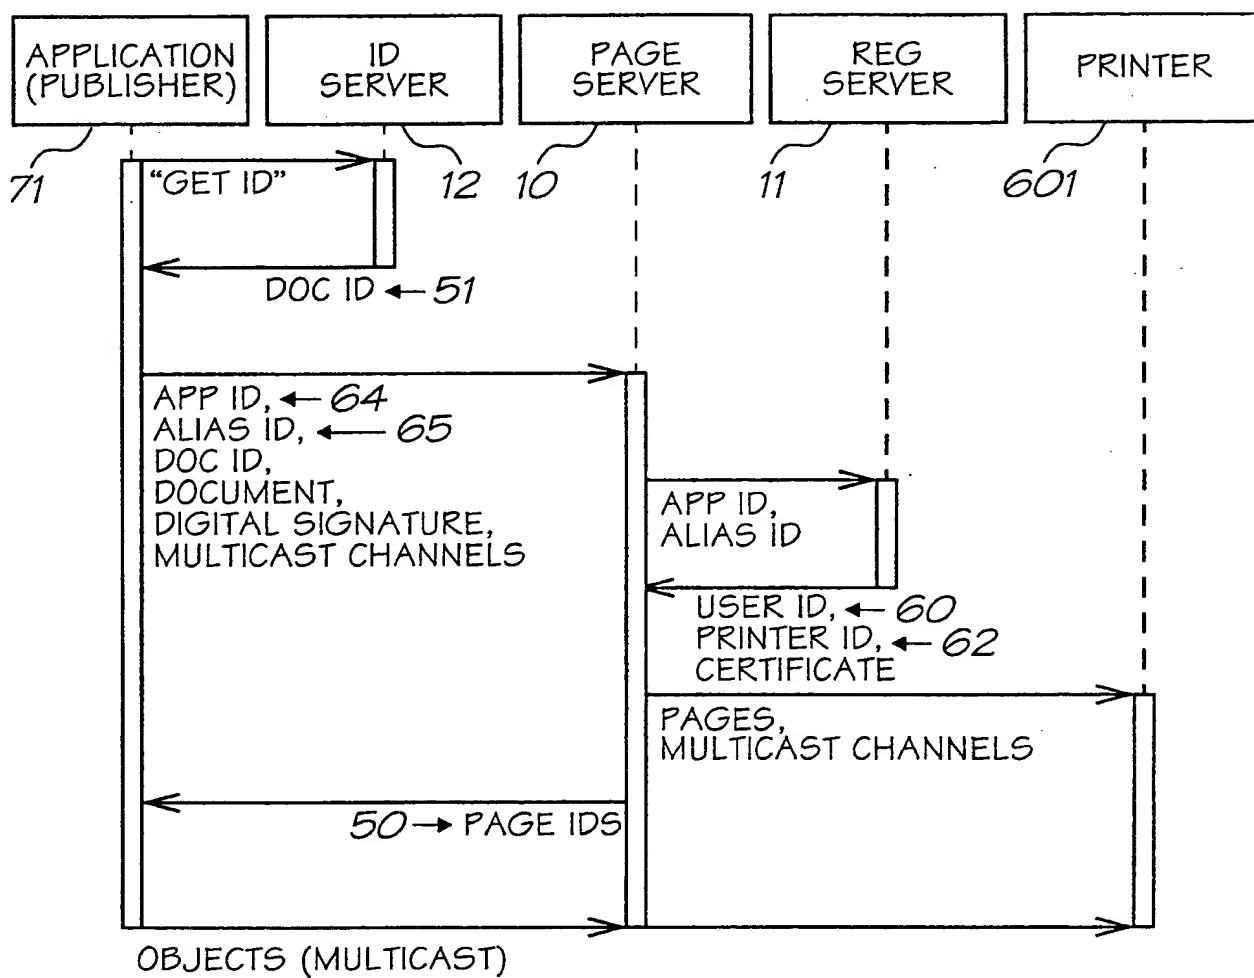 APPLICATION
(PUBLISHER)
ID
SERVER
PAGE
SERVER
REG
SERVER
PRINTER
71
12
10
11
601
"GET ID"
DOC ID ← 51
APP ID, ← 64
ALIAS ID, ← 65
DOC ID,
DOCUMENT,
DIGITAL SIGNATURE,
MULTICAST CHANNELS
APP ID,
ALIAS ID
USER ID, ← 60
PRINTER ID, ← 62
CERTIFICATE
PAGES,
MULTICAST CHANNELS
50 → PAGE IDS
OBJECTS (MULTICAST)